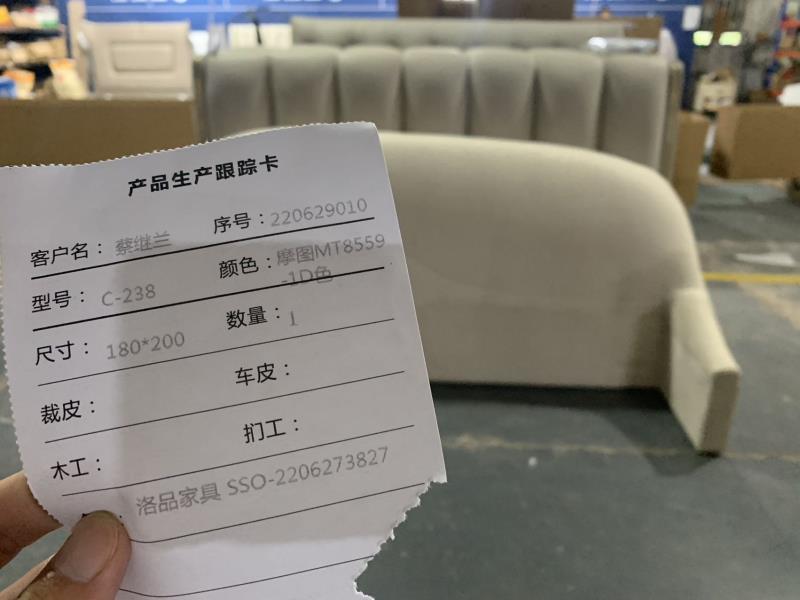 产品生产跟踪卡
客户名：蔡继兰 序号：220629010
型号：C-238 颜色：摩图MT8559
-1D色
尺寸：180*200 数量：1
裁皮： 车皮：
木工： 扪工：
洛品家具 SSO-2206273827